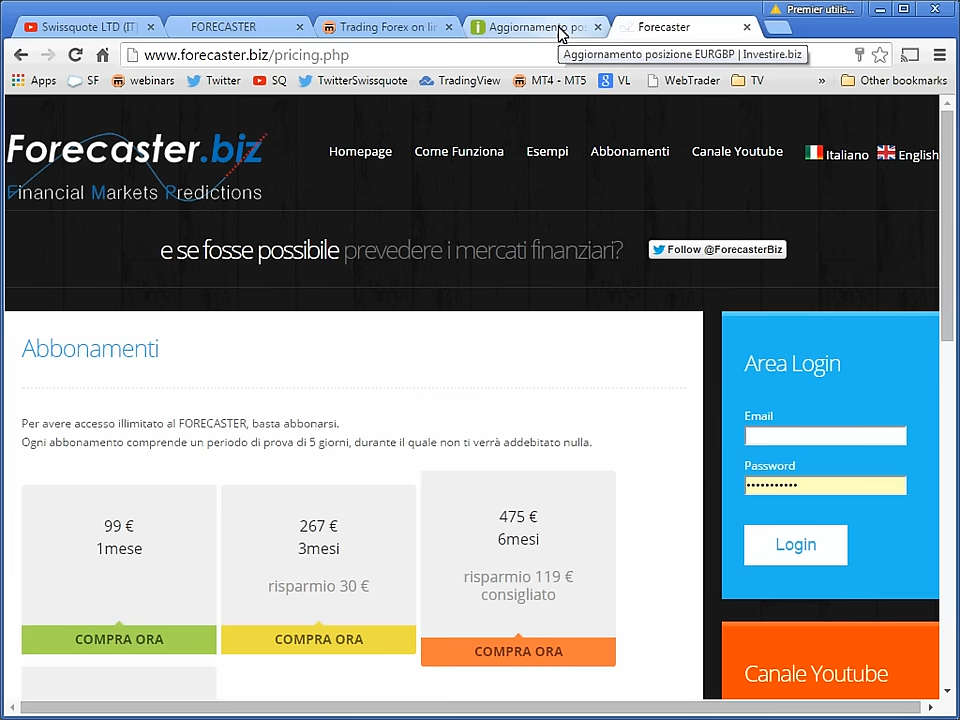 Swissquote LTD (IT)
FORECASTER
Trading Forex on li
Aggiornamento po
Forecaster
Premier utilis...
www.forecaster.biz/pricing.php
Aggiornamento posizione EURGBP | Investire.biz
Apps
SF
webinars
Twitter
SQ
TwitterSwissquote
TradingView
MT4 - MT5
VL
WebTrader
TV
»
Other bookmarks
Forecaster.biz
Financial Markets Predictions
Homepage
Come Funziona
Esempi
Abbonamenti
Canale Youtube
Italiano
English
e se fosse possibile prevedere i mercati finanziari?
Follow @ForecasterBiz
Abbonamenti
Per avere accesso illimitato al FORECASTER, basta abbonarsi.
Ogni abbonamento comprende un periodo di prova di 5 giorni, durante il quale non ti verrà addebitato nulla.
99 €
1mese
COMPRA ORA
267 €
3mesi
risparmio 30 €
COMPRA ORA
475 €
6mesi
risparmio 119 €
consigliato
COMPRA ORA
Area Login
Email
Password
•••••••••••
Login
Canale Youtube